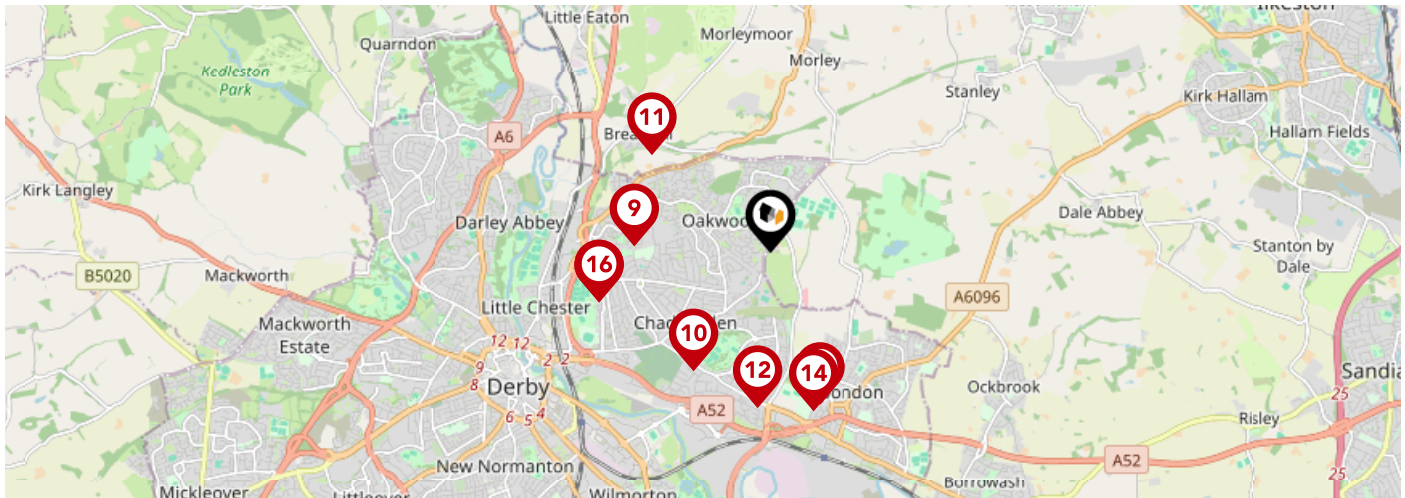 Little Eaton
Ilkeston
Quarndon
Morleymoor
Morley
Kedleston
Park
Stanley
Kirk Hallam
11
A6
Hallam Fields
Kirk Langley
9
Oakwoo
Darley Abbey
Dale Abbey
Stanton by
Dale
16
B5020
Mackworth
A6096
Little Chester
Mackworth
Estate
10
12 12
2 2
9
8
12
14
Derby
Sandia
Ockbrook
25
A52
6 5 4
Risley
A52
New Normanton
25
Borrowash
Mickleover
Littleover
Wilmorton